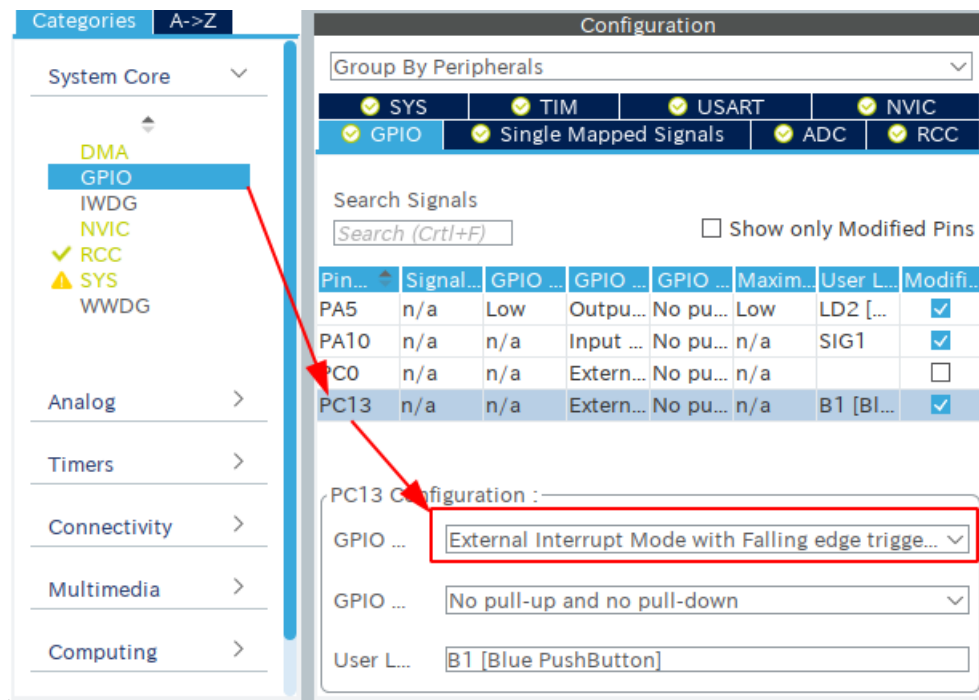 Categories A->Z
System Core
DMA
GPIO
IWDG
NVIC
RCC
SYS
WWDG
Analog
Timers
Connectivity
Multimedia
Computing
Configuration
Group By Peripherals
SYS TIM USART NVIC
GPIO Single Mapped Signals ADC RCC
Search Signals
Search (Crtl+F) Show only Modified Pins
Pin... Signal... GPIO ... GPIO ... GPIO ... Maxim... User L... Modifi...
PA5 n/a Low Outpu... No pu... Low LD2 [...
PA10 n/a n/a Input ... No pu... n/a SIG1
PC0 n/a n/a Extern... No pu... n/a
PC13 n/a n/a Extern... No pu... n/a B1 [Bl...
PC13 Configuration :
GPIO ... External Interrupt Mode with Falling edge trigge...
GPIO ... No pull-up and no pull-down
User L... B1 [Blue PushButton]